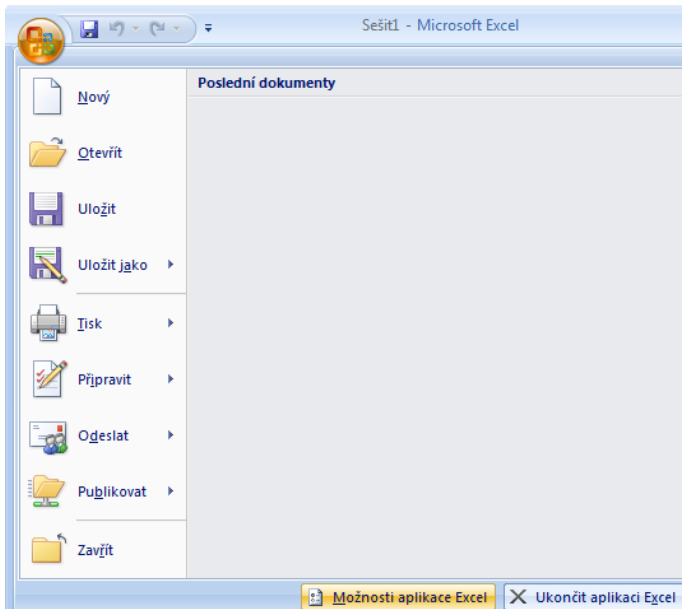 Sešit1 - Microsoft Excel
Poslední dokumenty
Nový
Otevřít
Uložit
Uložit jako
Tisk
Připravit
Odeslat
Publikovat
Zavřít
Možnosti aplikace Excel
Ukončit aplikaci Excel